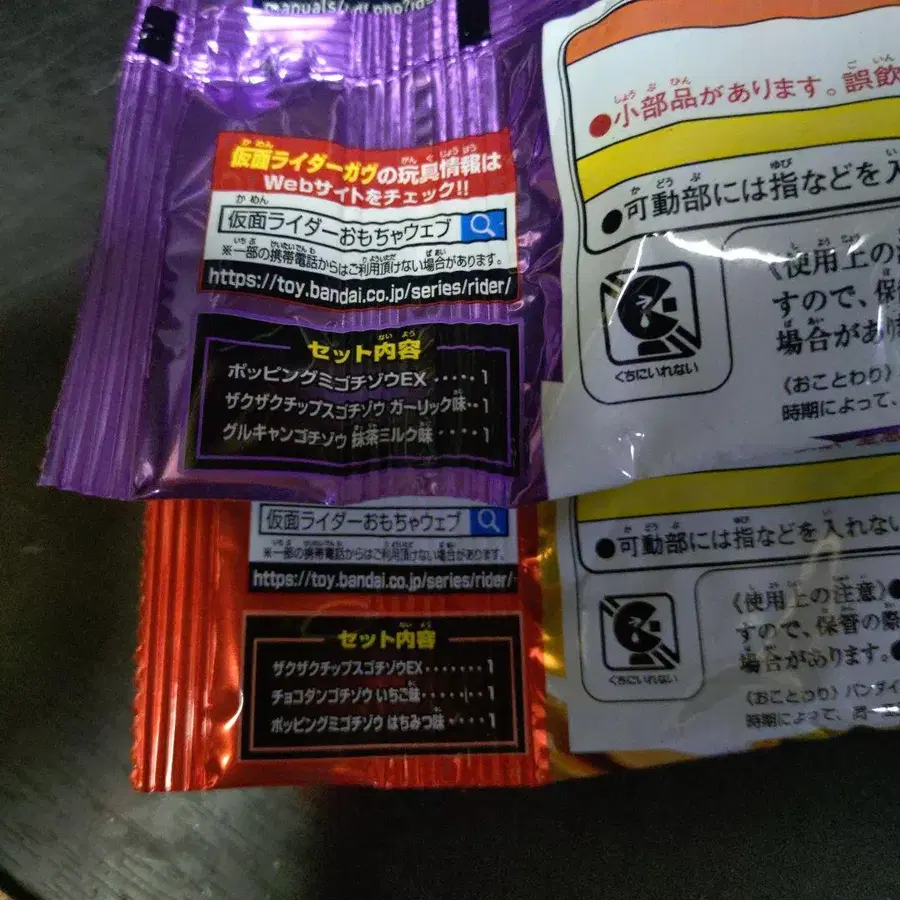 manuals/
仮面ライダーガヴの玩具情報は
Webサイトをチェック!!
仮面ライダーおもちゃウェブ
※一部の携帯電話からはご利用頂けない場合があります。
https://toy.bandai.co.jp/series/rider/
セット内容
ポッピングミゴチゾウEX ····· 1
ザクザクチップスゴチゾウ ガーリック味·· 1
グルキャンゴチゾウ 抹茶ミルク味 ···· 1
●小部品があります。誤飲
●可動部には指などを入
くちにいれない
《使用上の
すので、保
場合があり
〈おことわり〉
時期によって、
仮面ライダーおもちゃウェブ
※一部の携帯電話からはご利用頂けない場合があります。
https://toy.bandai.co.jp/series/rider/
セット内容
ザクザクチップスゴチゾウEX ······· 1
チョコダンゴチゾウ いちご味 ······ 1
ポッピングミゴチゾウ はちみつ味 ···· 1
●可動部には指などを入れない
くちにいれない
《使用上の注意》●
すので、保管の際
場合があります。●
〈おことわり〉バンダイ
時期によって、